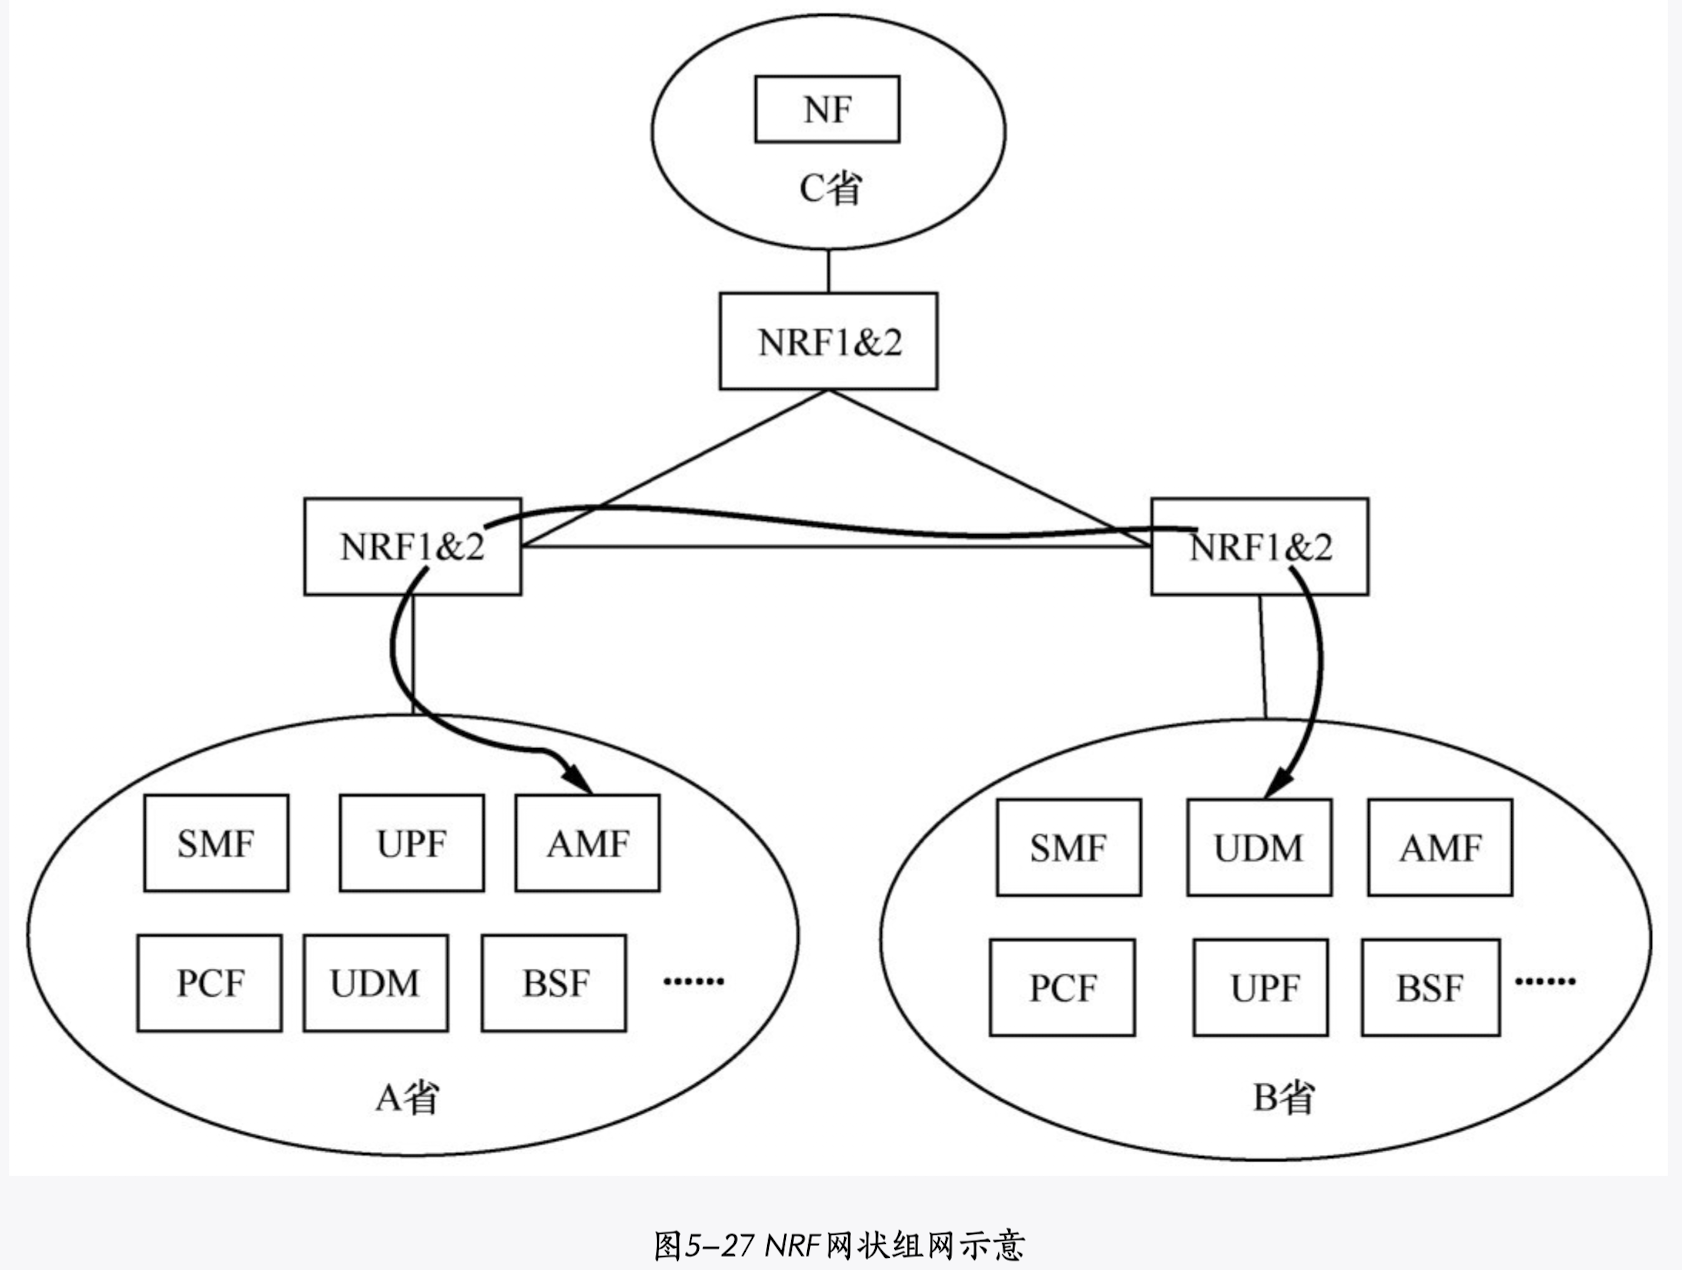 NF
C省
NRF1&2
NRF1&2
NRF1&2
SMF UPF AMF
PCF UDM BSF ……
A省
SMF UDM AMF
PCF UPF BSF ……
B省
图5–27 NRF网状组网示意